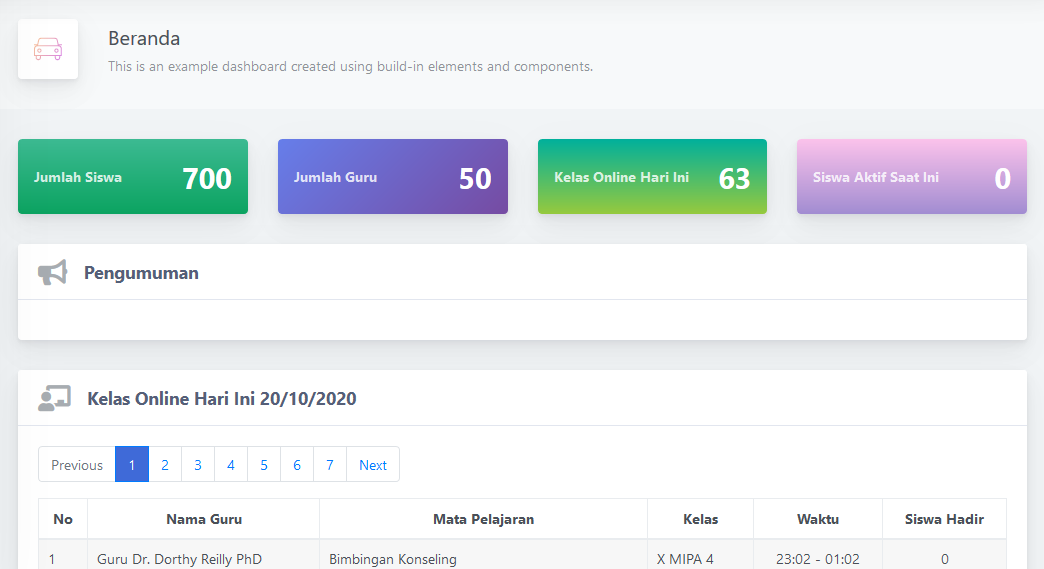 Beranda
This is an example dashboard created using build-in elements and components.
Jumlah Siswa 700 Jumlah Guru 50 Kelas Online Hari Ini 63 Siswa Aktif Saat Ini 0
Pengumuman
Kelas Online Hari Ini 20/10/2020
Previous 1 2 3 4 5 6 7 Next
No Nama Guru Mata Pelajaran Kelas Waktu Siswa Hadir
1 Guru Dr. Dorthy Reilly PhD Bimbingan Konseling X MIPA 4 23:02 - 01:02 0